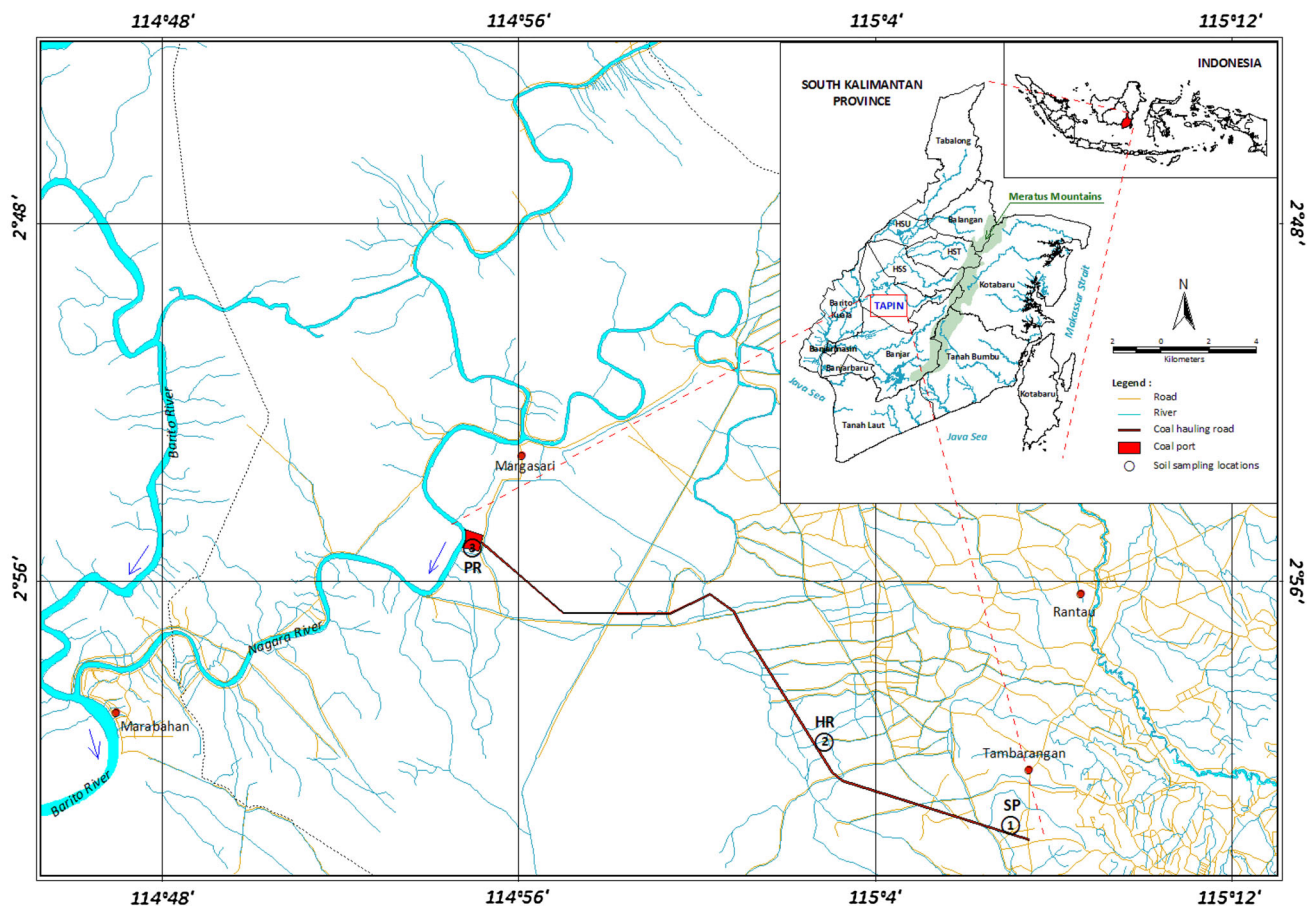 114°48'
114°56'
115°4'
115°12'
INDONESIA
SOUTH KALIMANTAN
PROVINCE
Tabalong
Meratus Mountains
HSU
Balangan
2°48'
2°48'
HST
HSS
Kotabaru
Makassar Strait
N
Barito
Kuala
TAPIN
2
0
2
4
Kilometers
Banjarmasin
Banjar
Tanah Bumbu
Banjarbaru
Java Sea
Kotabaru
Tanah Laut
Java Sea
Legend :
Road
River
Coal hauling road
Coal port
Soil sampling locations
Barito River
Margasari
3
PR
2°56'
2°56'
Rantau
Nagara River
Marabahan
HR
2
Tambarangan
Barito River
SP
1
114°48'
114°56'
115°4'
115°12'